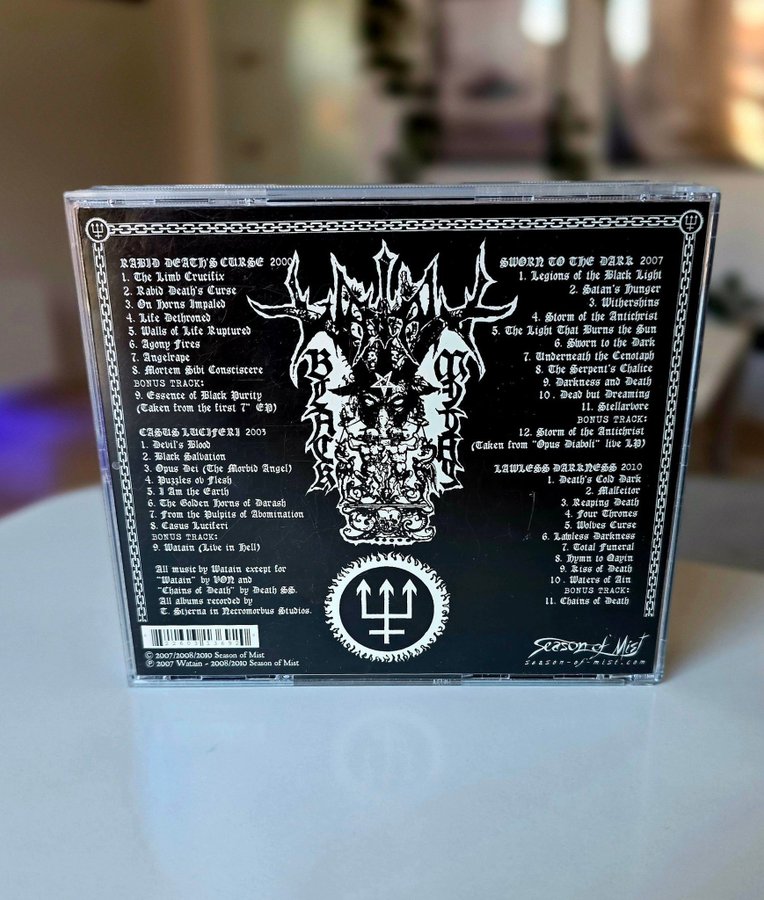 RABID DEATH'S CURSE 2000
1. The Limb Crucifix
2. Rabid Death's Curse
3. On Horns Impaled
4. Life Dethroned
5. Walls of Life Ruptured
6. Agony Fires
7. Angelrape
8. Mortem Sibi Consciscere
BONUS TRACK:
9. Essence of Black Purity
(Taken from the first 7" EP)
CASUS LUCIFERI 2003
1. Devil's Blood
2. Black Salvation
3. Opus Dei (The Morbid Angel)
4. Puzzles ov Flesh
5. I Am the Earth
6. The Golden Horns of Darash
7. From the Pulpits of Abomination
8. Casus Luciferi
BONUS TRACK:
9. Watain (Live in Hell)
All music by Watain except for
"Watain" by VON and
"Chains of Death" by Death SS.
All albums recorded by
T. Stjerna in Necromorbus Studios.
© 2007/2008/2010 Season of Mist
℗ 2007 Watain - 2008/2010 Season of Mist
WATAIN
BLACK METAL
SWORN TO THE DARK 2007
1. Legions of the Black Light
2. Satan's Hunger
3. Withershins
4. Storm of the Antichrist
5. The Light That Burns the Sun
6. Sworn to the Dark
7. Underneath the Cenotaph
8. The Serpent's Chalice
9. Darkness and Death
10. Dead but Dreaming
11. Stellarvore
BONUS TRACK:
12. Storm of the Antichrist
(Taken from "Opus Diaboli" live LP)
LAWLESS DARKNESS 2010
1. Death's Cold Dark
2. Malfeitor
3. Reaping Death
4. Four Thrones
5. Wolves Curse
6. Lawless Darkness
7. Total Funeral
8. Hymn to Qayin
9. Kiss of Death
10. Waters of Ain
BONUS TRACK:
11. Chains of Death
Season of Mist
season-of-mist.com